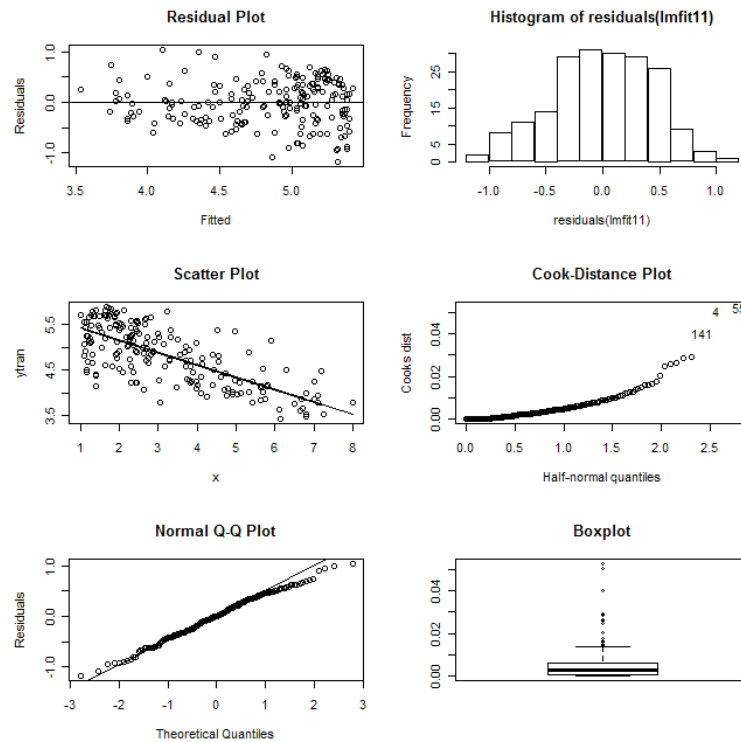 Residual Plot
Residuals
1.0
0.0
-1.0
3.5 4.0 4.5 5.0
Fitted
Histogram of residuals(lmfit11)
Frequency
25
15
5
0
-1.0 -0.5 0.0 0.5 1.0
residuals(lmfit11)
Scatter Plot
ytran
5.5
4.5
3.5
1 2 3 4 5 6 7 8
x
Cook-Distance Plot
Cooks dist
0.04
0.02
0.00
4 55
141
0.0 0.5 1.0 1.5 2.0 2.5
Half-normal quantiles
Normal Q-Q Plot
Residuals
1.0
0.0
-1.0
-3 -2 -1 0 1 2 3
Theoretical Quantiles
Boxplot
0.04
0.02
0.00